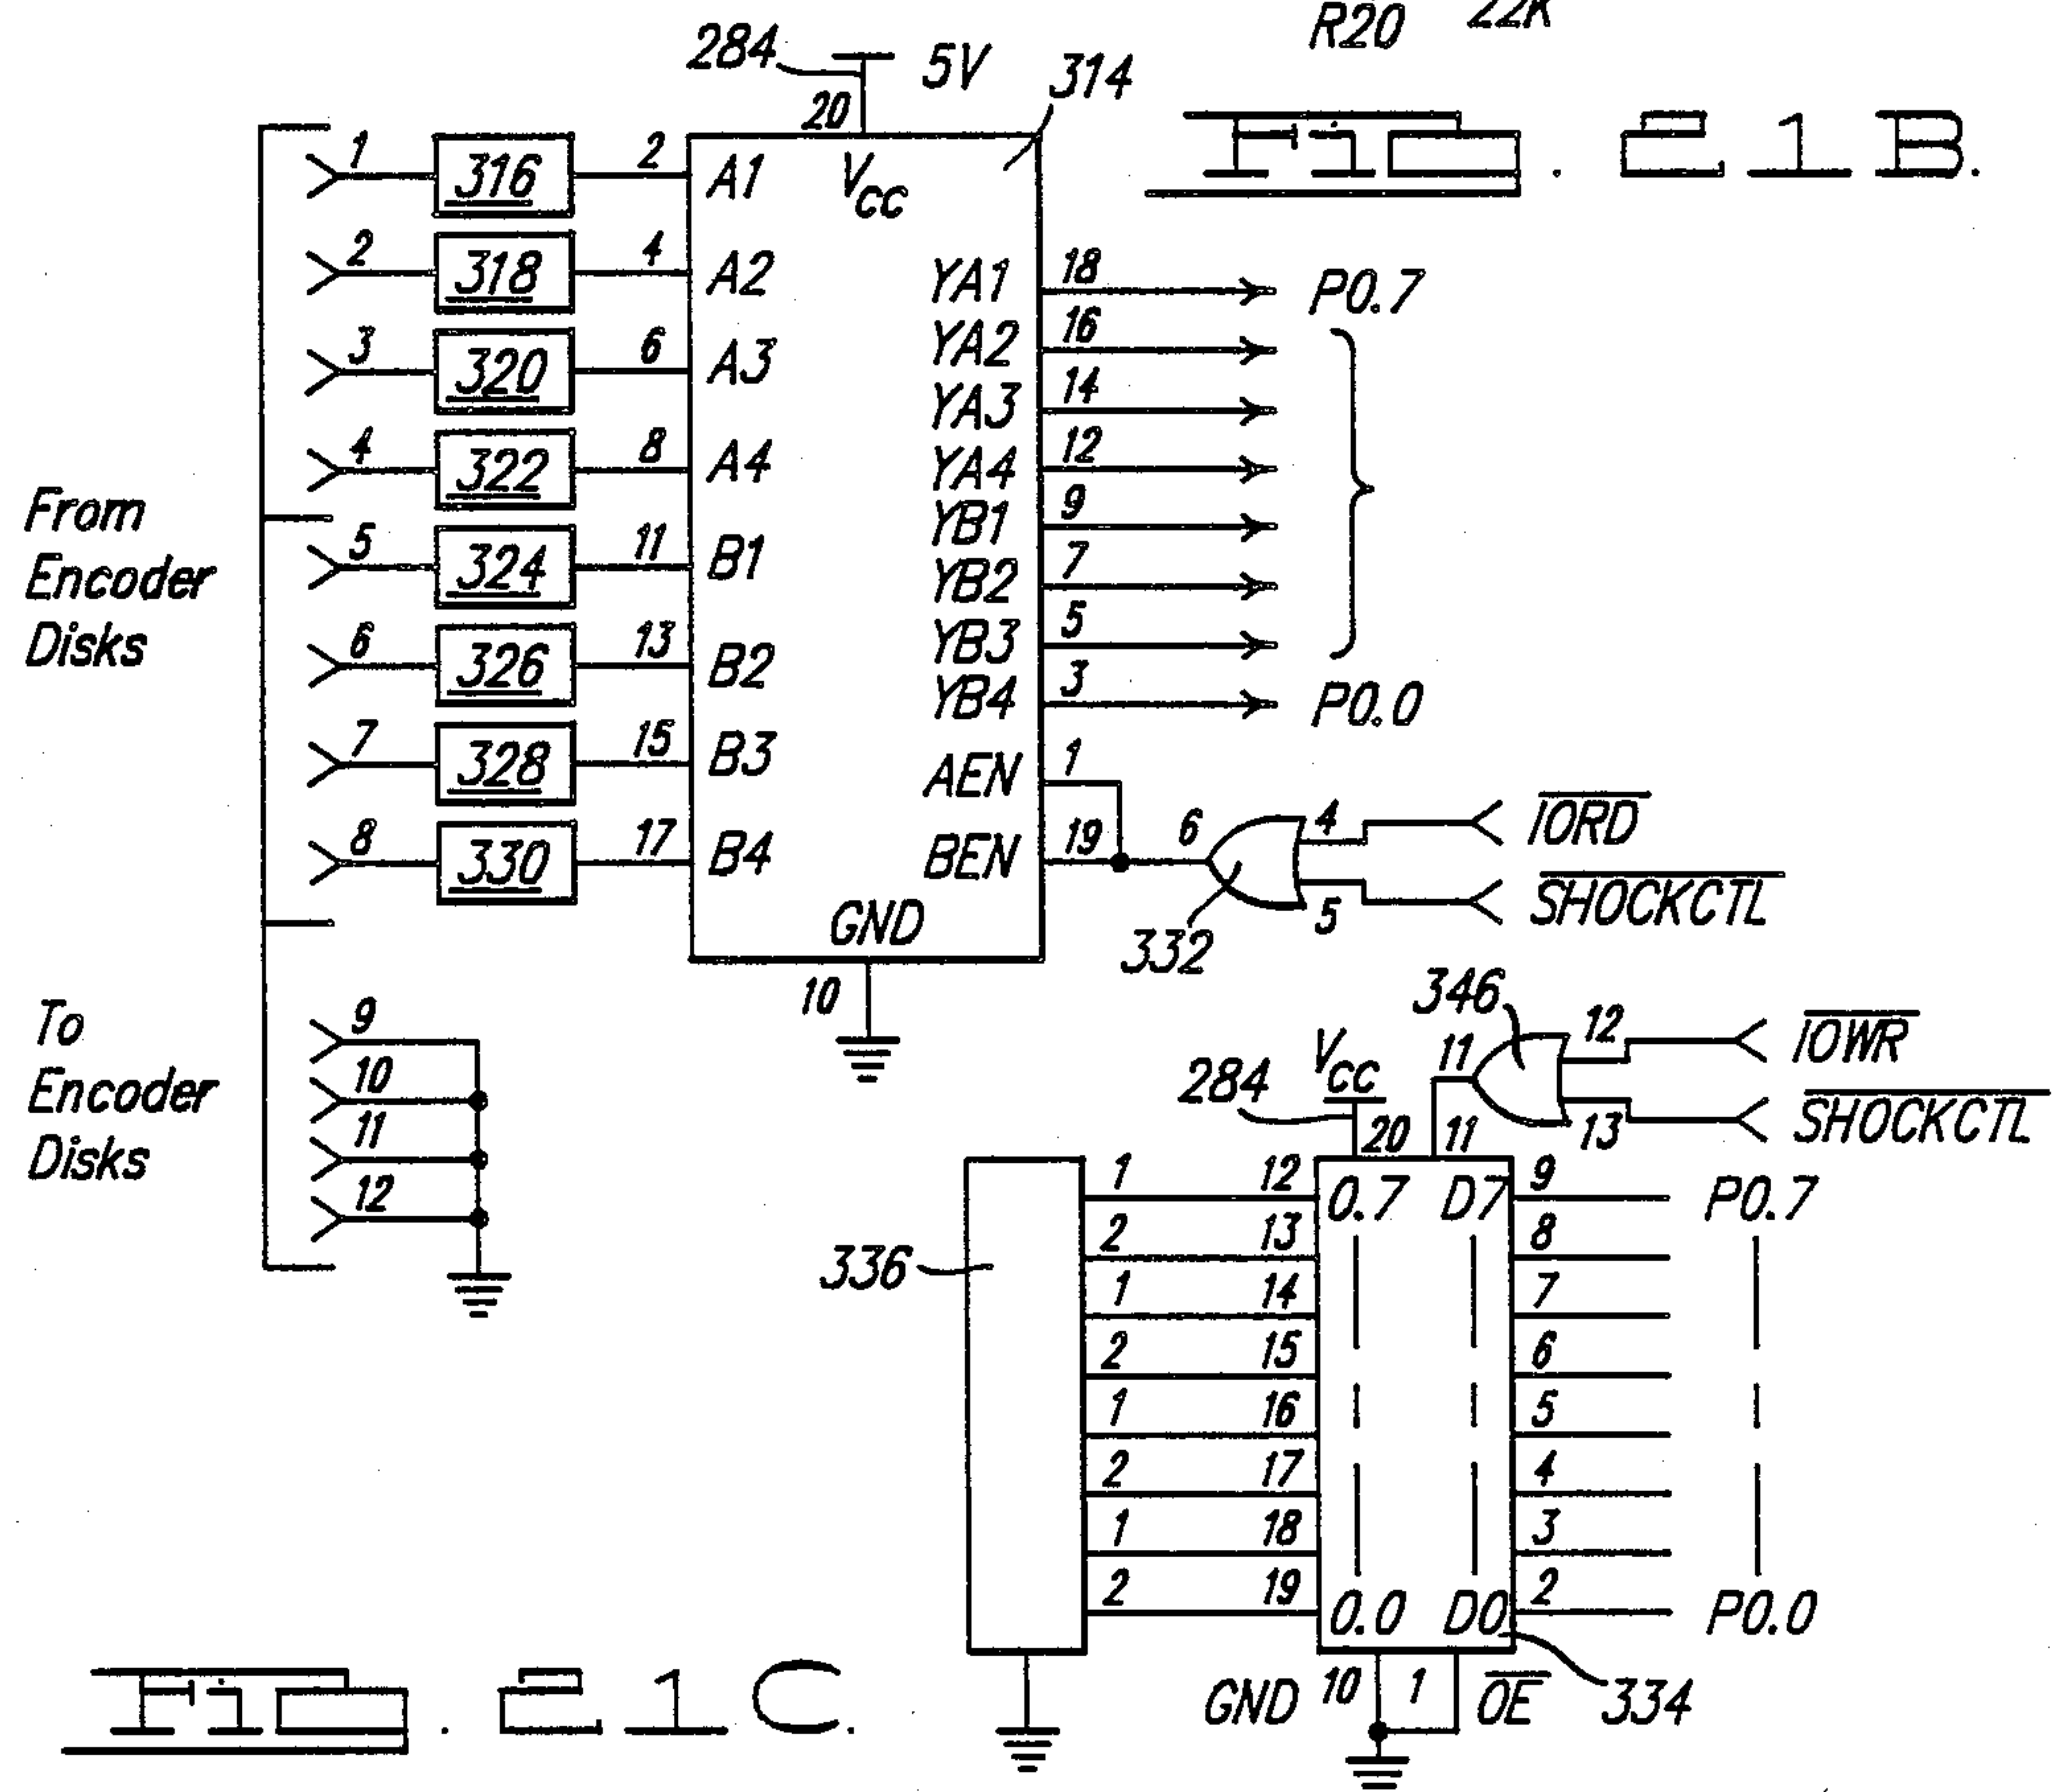 R20 22K
284 5V 314
20
FIG. 21B.
1 316 2 A1 VCC
2 318 4 A2 YA1 18 P0.7
3 320 6 A3 YA2 16
YA3 14
4 322 8 A4 YA4 12
From
Encoder
Disks
5 324 11 B1 YB1 9
YB2 7
6 326 13 B2 YB3 5
YB4 3 P0.0
7 328 15 B3 AEN 1
8 330 17 B4 BEN 19 6 4 IORD
5 SHOCKCTL
GND 332
10
To
Encoder
Disks
9
10
11
12
346 12 IOWR
284 VCC 11 13 SHOCKCTL
20 11
336
1 12 0.7 D7 9 P0.7
2 13 8
1 14 7
2 15 6
1 16 5
2 17 4
1 18 3
2 19 0.0 D0 2 P0.0
GND 10 1 OE 334
FIG. 21C.